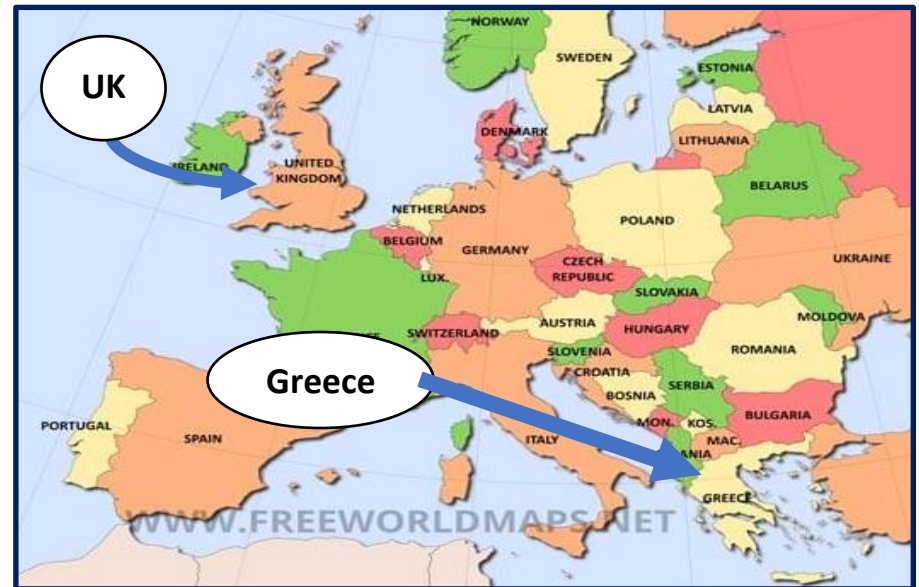 NORWAY
SWEDEN
UK
ESTONIA
LATVIA
DENMARK
LITHUANIA
IRELAND
UNITED
KINGDOM
BELARUS
NETHERLANDS
POLAND
BELGIUM
GERMANY
UKRAINE
CZECH
REPUBLIC
LUX.
SLOVAKIA
MOLDOVA
AUSTRIA
SWITZERLAND
HUNGARY
ROMANIA
SLOVENIA
CROATIA
Greece
SERBIA
BOSNIA
BULGARIA
PORTUGAL
SPAIN
ITALY
MON.
KOS.
MAC.
ANIA
GREECE
WWW.FREEWORLDMAPS.NET